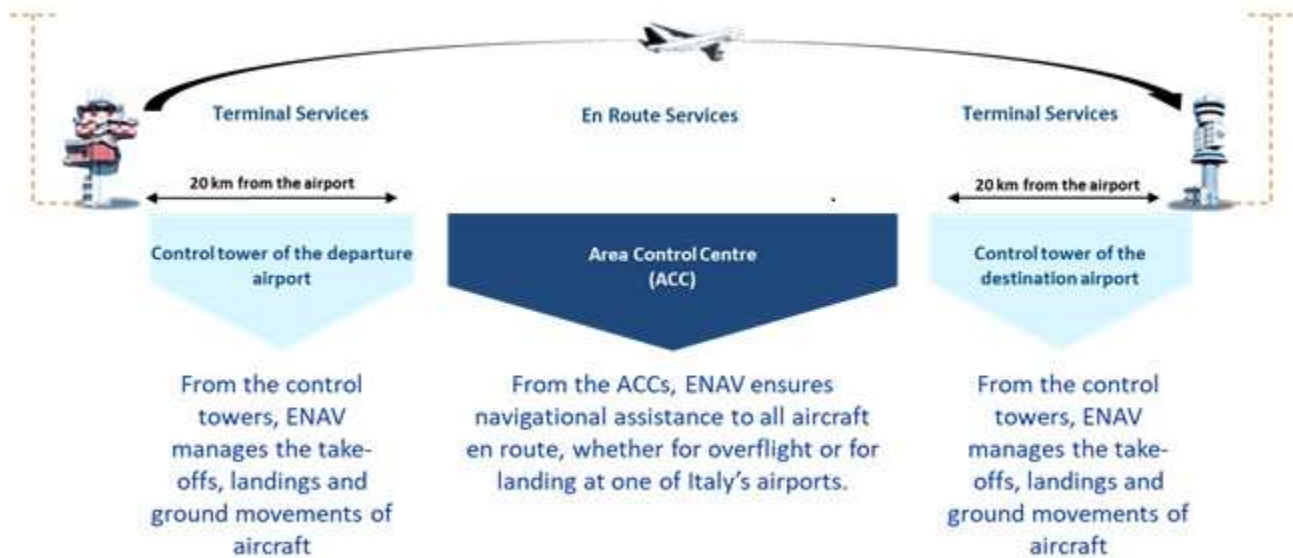 Terminal Services
En Route Services
Terminal Services
20 km from the airport
20 km from the airport
Control tower of the departure
airport
Area Control Centre
(ACC)
Control tower of the
destination airport
From the control
towers, ENAV
manages the take-
offs, landings and
ground movements of
aircraft
From the ACCs, ENAV ensures
navigational assistance to all aircraft
en route, whether for overflight or for
landing at one of Italy's airports.
From the control
towers, ENAV
manages the take-
offs, landings and
ground movements of
aircraft